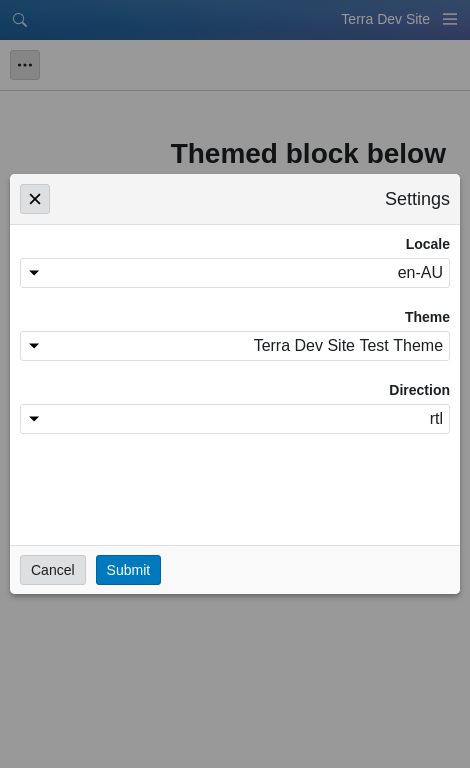 Terra Dev Site
Themed block below
Settings
Locale
en-AU
Theme
Terra Dev Site Test Theme
Direction
rtl
Cancel
Submit